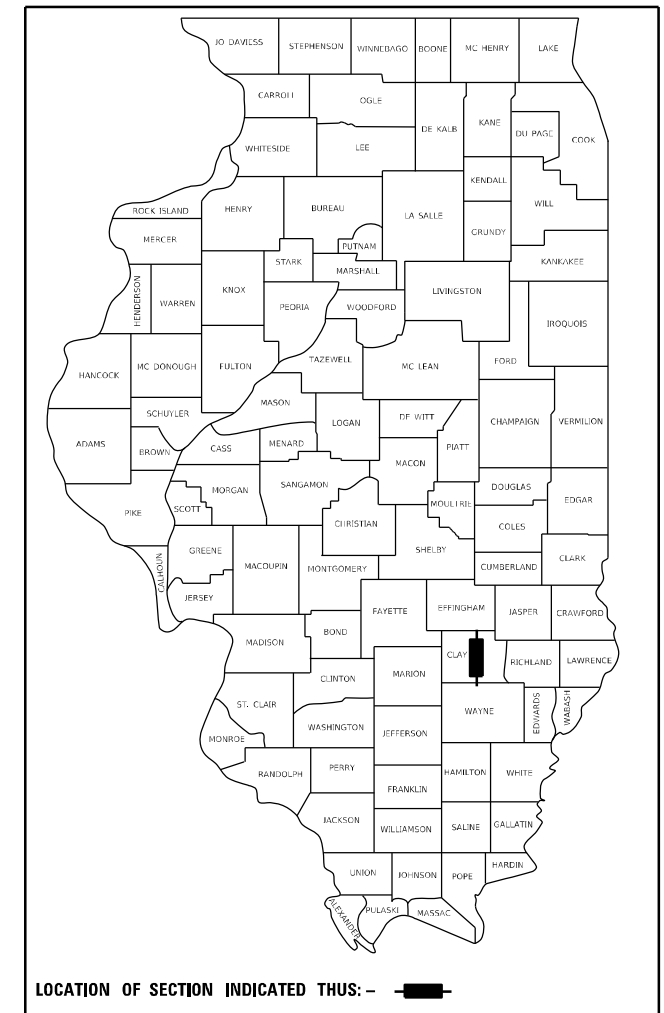 JO DAVIESS STEPHENSON WINNEBAGO BOONE MC HENRY LAKE
CARROLL OGLE DE KALB KANE DU PAGE COOK
WHITESIDE LEE KENDALL WILL
ROCK ISLAND HENRY BUREAU LA SALLE GRUNDY
MERCER PUTNAM KANKAKEE
HENDERSON WARREN KNOX STARK MARSHALL LIVINGSTON
PEORIA WOODFORD IROQUOIS
HANCOCK MC DONOUGH FULTON TAZEWELL MC LEAN FORD
SCHUYLER MASON LOGAN DE WITT CHAMPAIGN VERMILION
ADAMS BROWN CASS MENARD MACON PIATT
PIKE SCOTT MORGAN SANGAMON MOULTRIE DOUGLAS EDGAR
CHRISTIAN COLES
CALHOUN GREENE MACOUPIN MONTGOMERY SHELBY CUMBERLAND CLARK
JERSEY FAYETTE EFFINGHAM JASPER CRAWFORD
MADISON BOND CLAY RICHLAND LAWRENCE
CLINTON MARION
ST. CLAIR WAYNE EDWARDS WABASH
MONROE WASHINGTON JEFFERSON
RANDOLPH PERRY HAMILTON WHITE
FRANKLIN
JACKSON WILLIAMSON SALINE GALLATIN
UNION JOHNSON POPE HARDIN
ALEXANDER PULASKI MASSAC
LOCATION OF SECTION INDICATED THUS: –